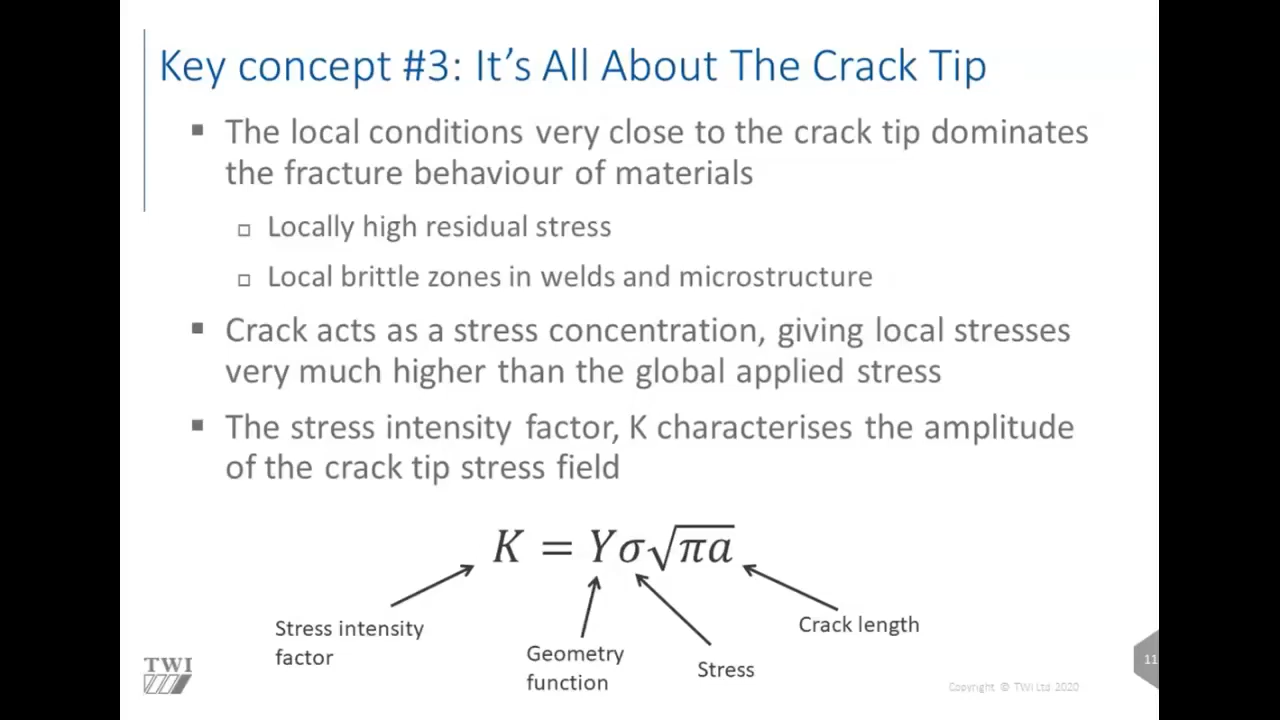 Key concept #3: It's All About The Crack Tip
▪ The local conditions very close to the crack tip dominates
the fracture behaviour of materials
▫ Locally high residual stress
▫ Local brittle zones in welds and microstructure
▪ Crack acts as a stress concentration, giving local stresses
very much higher than the global applied stress
▪ The stress intensity factor, K characterises the amplitude
of the crack tip stress field
K = Yσ√πa
Stress intensity
factor
Geometry
function
Stress
Crack length
TWI
Copyright © TWI Ltd 2020
11